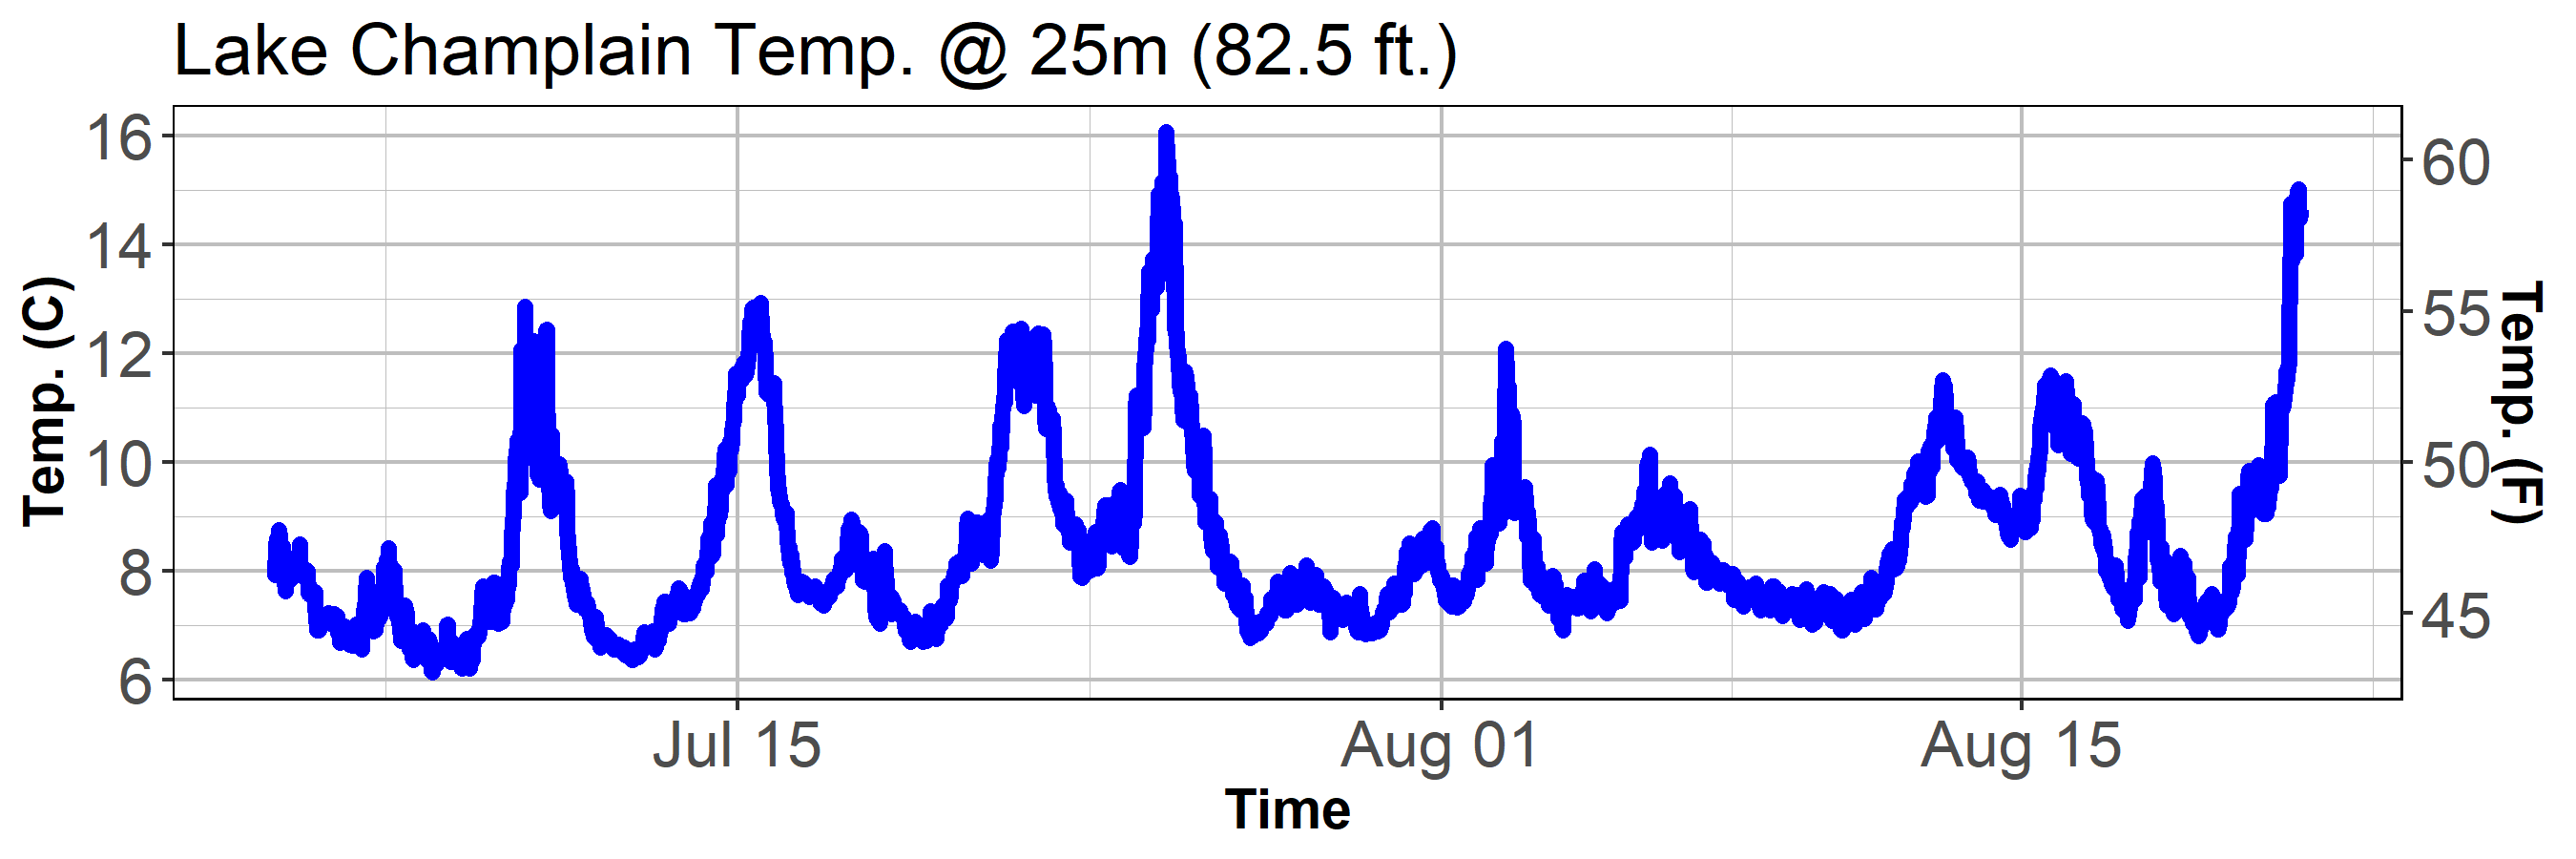 Lake Champlain Temp. @ 25m (82.5 ft.)
16
14
12
10
8
6
Temp. (C)
60
55
50
45
Temp. (F)
Jul 15 Aug 01 Aug 15
Time